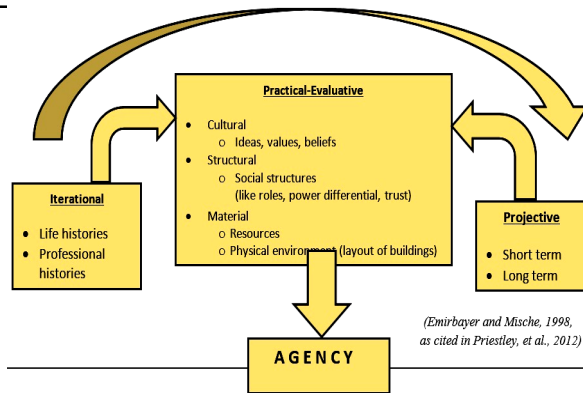 Practical-Evaluative
• Cultural
o Ideas, values, beliefs
• Structural
o Social structures
(like roles, power differential, trust)
• Material
o Resources
o Physical environment (layout of buildings)
Iterational
• Life histories
• Professional
histories
Projective
• Short term
• Long term
(Emirbayer and Mische, 1998,
as cited in Priestley, et al., 2012)
AGENCY